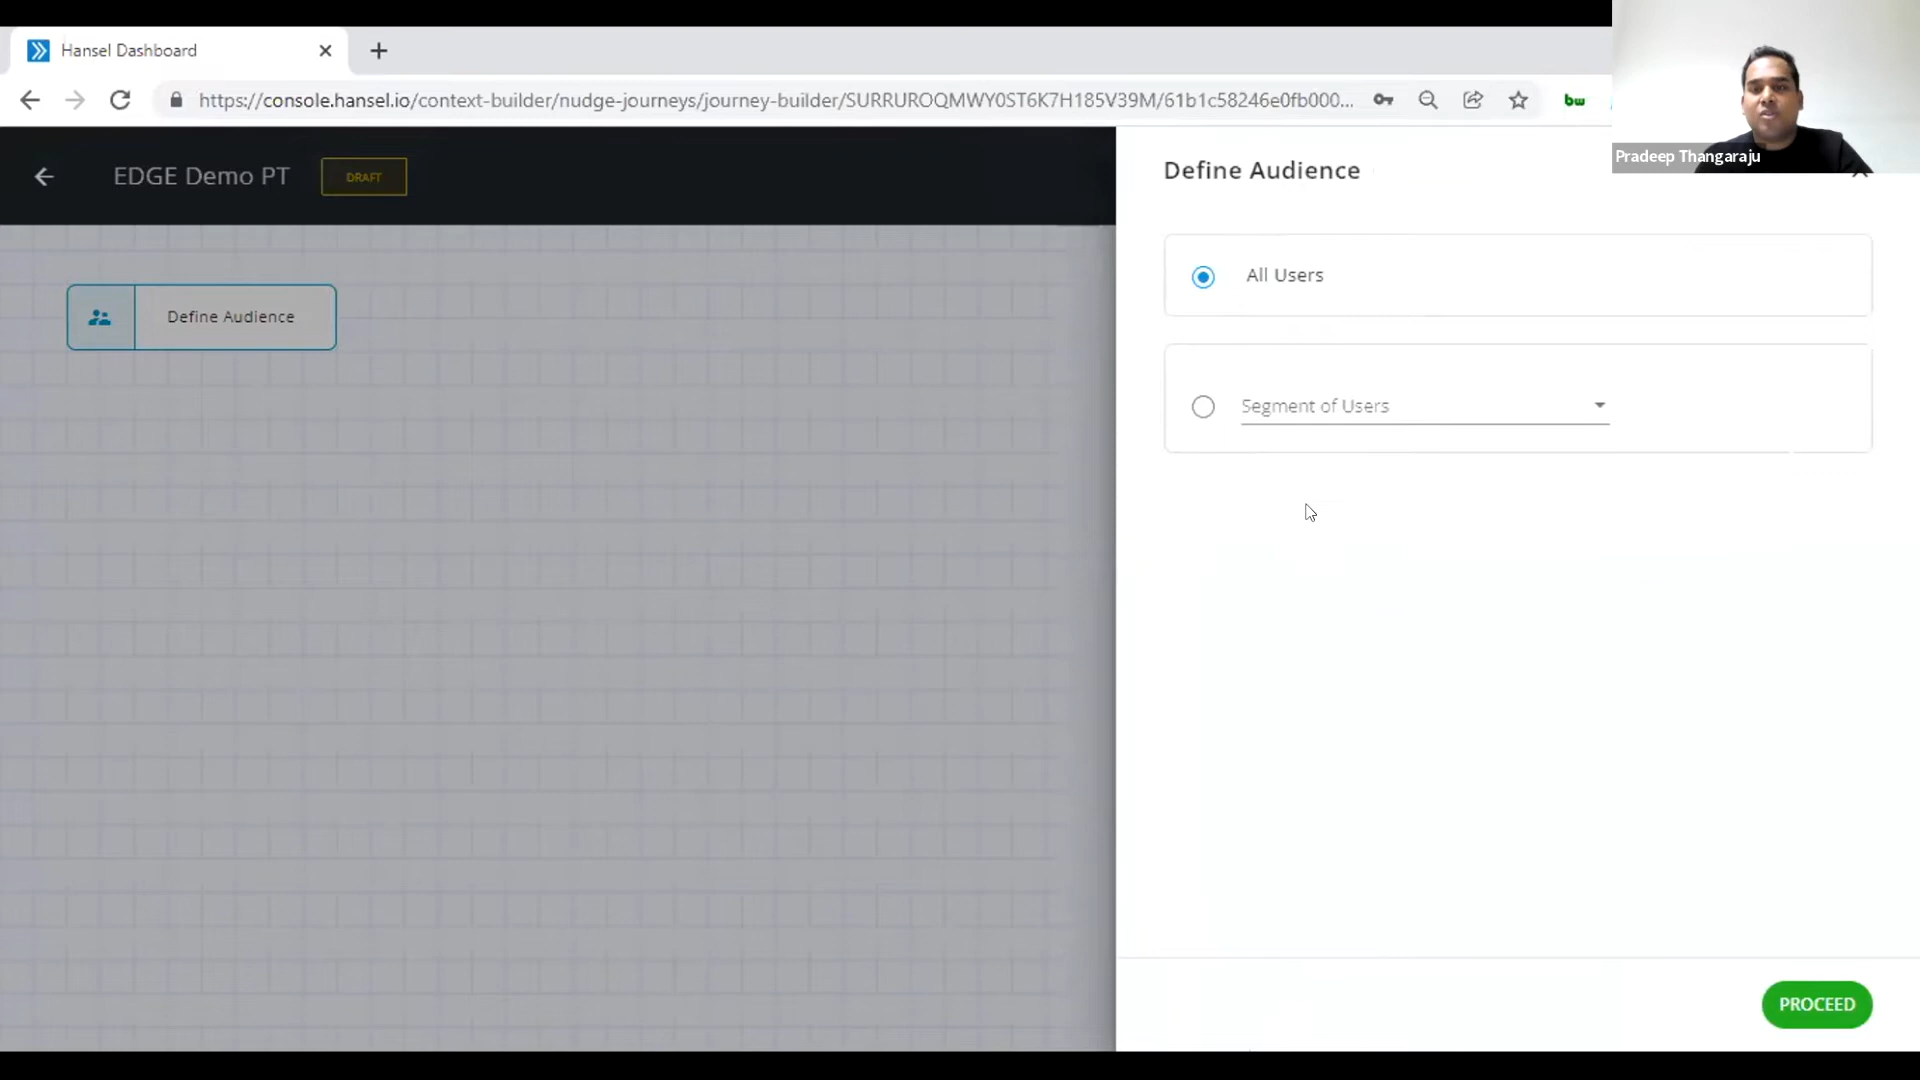 Hansel Dashboard
https://console.hansel.io/context-builder/nudge-journeys/journey-builder/SURRUROQMWY0ST6K7H185V39M/61b1c58246e0fb000...
bw
Pradeep Thangaraju
EDGE Demo PT
DRAFT
Define Audience
All Users
Define Audience
Segment of Users
PROCEED